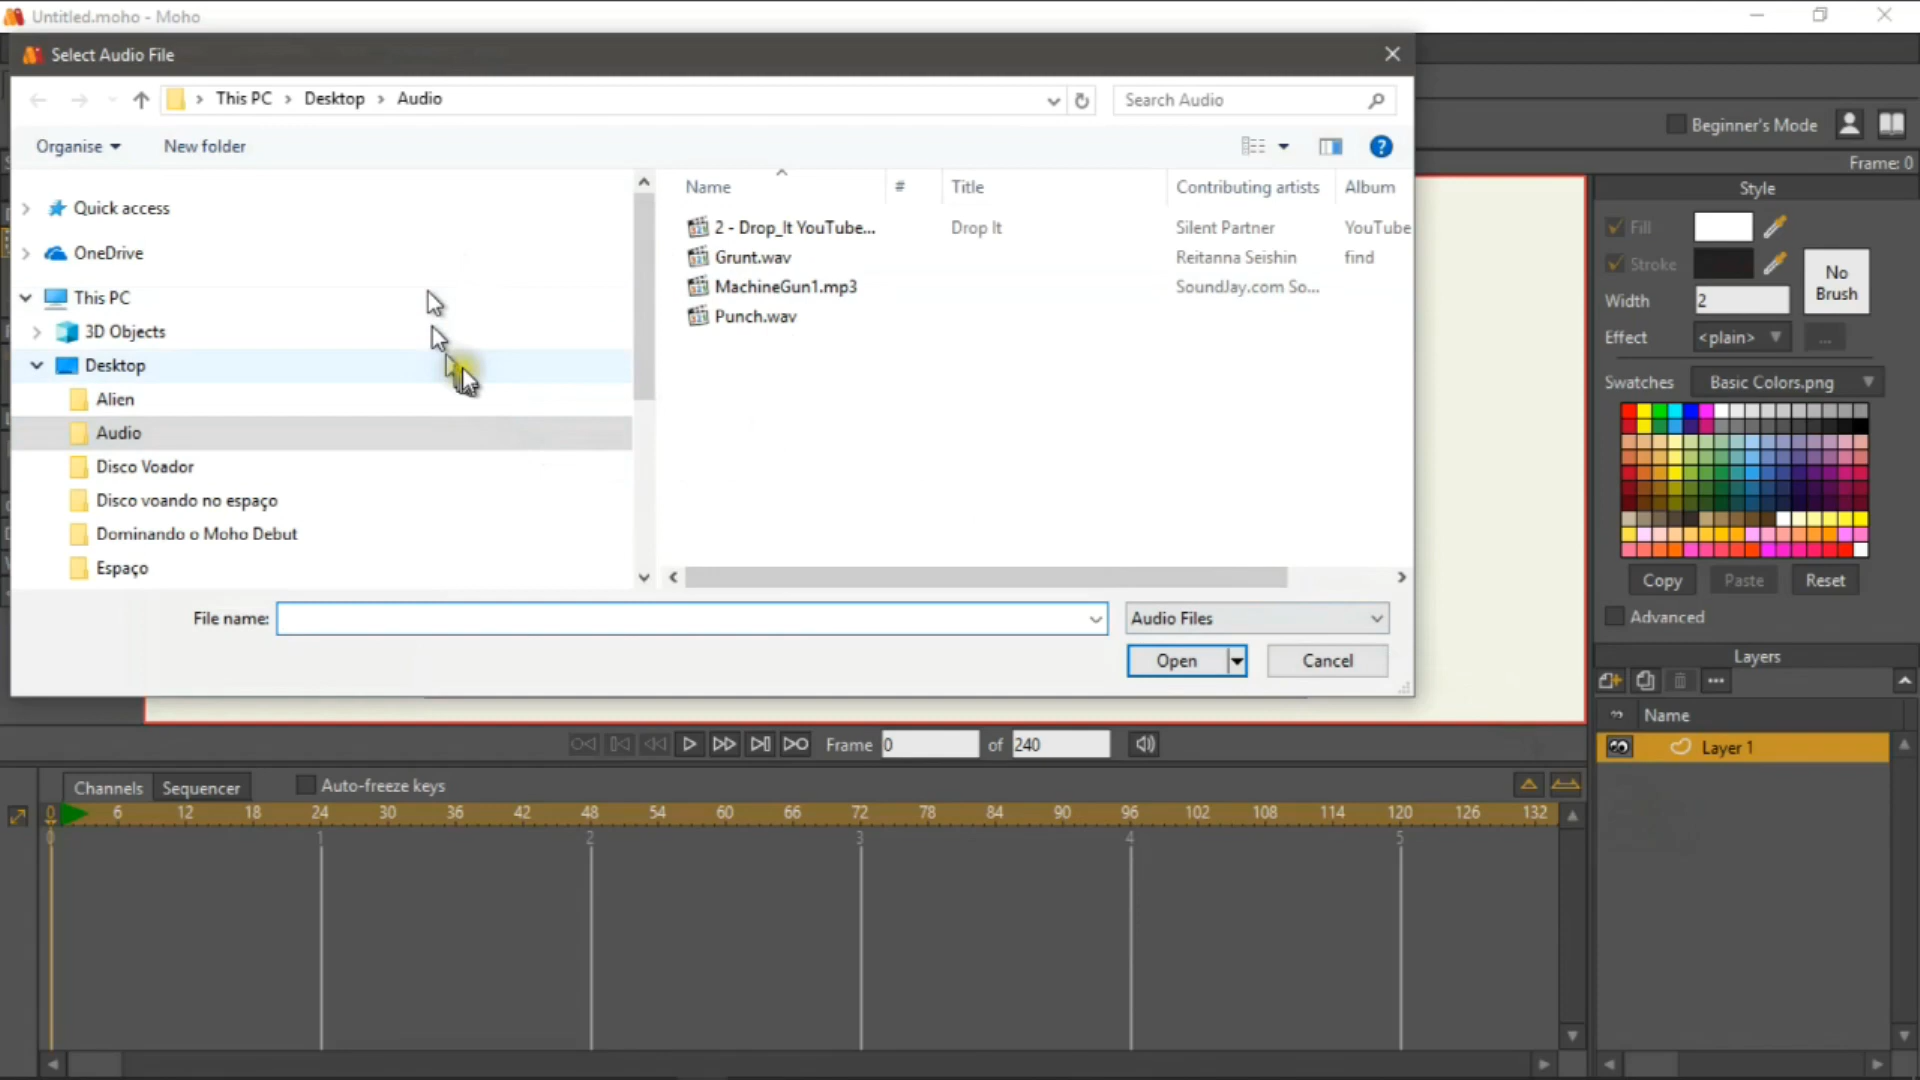 Untitled.moho - Moho
Select Audio File
This PC > Desktop > Audio
Search Audio
Organise
New folder
Beginner's Mode
Frame: 0
Style
Quick access
OneDrive
This PC
3D Objects
Desktop
Alien
Audio
Disco Voador
Disco voando no espaço
Dominando o Moho Debut
Espaço
Name # Title Contributing artists Album
2 - Drop_It YouTube... Drop It Silent Partner YouTube
Grunt.wav Reitanna Seishin find
MachineGun1.mp3 SoundJay.com So...
Punch.wav
File name:
Audio Files
Open
Cancel
Fill
Stroke
No
Brush
Width 2
Effect <plain> ...
Swatches Basic Colors.png
Copy Paste Reset
Advanced
Layers
Name
Layer 1
Frame 0 of 240
Channels Sequencer Auto-freeze keys
0 6 12 18 24 30 36 42 48 54 60 66 72 78 84 90 96 102 108 114 120 126 132
0 1 2 3 4 5